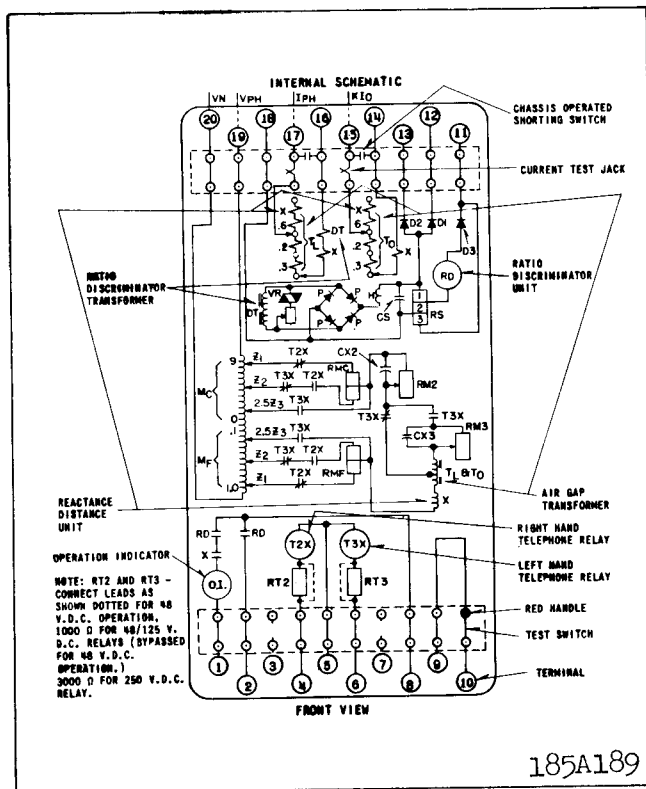 INTERNAL SCHEMATIC
VN VPH IPH KIO
20 19 18 17 16 15 14 13 12 11
CHASSIS OPERATED
SHORTING SWITCH
CURRENT TEST JACK
X
.6
.2
.3
TL
DT
X
X
.6
.2
.3
TO
X
D2 D1
D3
RD
RATIO
DISCRIMINATOR
UNIT
RATIO
DISCRIMINATOR
TRANSFORMER
VR
DT
P P
P P
CS
1
2
3
RS
9
MC
0
.1
MF
1.0
Z1 T2X RMC
Z2 T3X T2X
2.5Z3 T3X
2.5Z3 T3X
Z2 T3X T2X
Z1 T2X RMF
CX2
RM2
T3X T3X
CX3 RM3
TL & TO
X
REACTANCE
DISTANCE
UNIT
AIR GAP
TRANSFORMER
RIGHT HAND
TELEPHONE RELAY
LEFT HAND
TELEPHONE RELAY
RD RD
X
T2X T3X
OPERATION INDICATOR
O.I.
RT2 RT3
RED HANDLE
TEST SWITCH
TERMINAL
NOTE: RT2 AND RT3 -
CONNECT LEADS AS
SHOWN DOTTED FOR 48
V.D.C. OPERATION,
1000 Ω FOR 48/125 V.
D.C. RELAYS (BYPASSED
FOR 48 V.D.C.
OPERATION.)
3000 Ω FOR 250 V.D.C.
RELAY.
1 2 3 4 5 6 7 8 9 10
FRONT VIEW
185A189